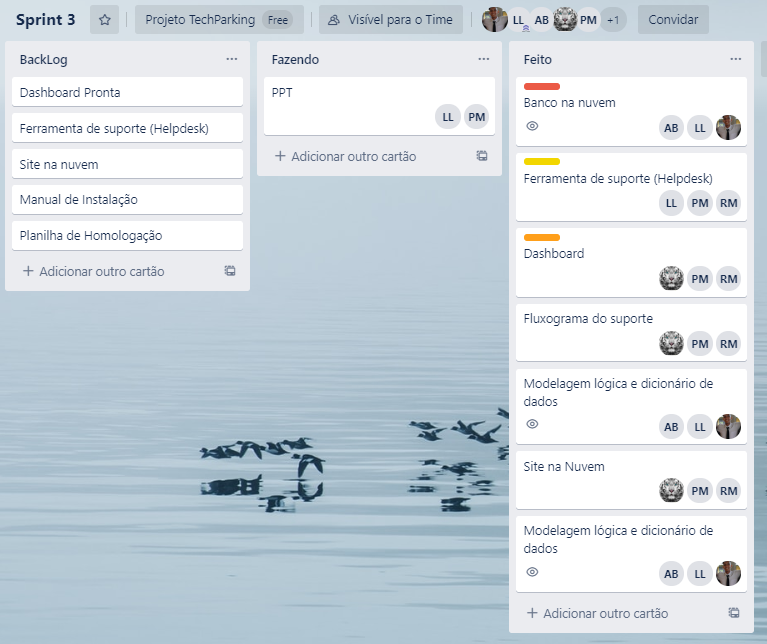 Sprint 3
Projeto TechParking Free
Visível para o Time
LL AB PM +1
Convidar
BackLog
Dashboard Pronta
Ferramenta de suporte (Helpdesk)
Site na nuvem
Manual de Instalação
Planilha de Homologação
+ Adicionar outro cartão
Fazendo
PPT
LL PM
+ Adicionar outro cartão
Feito
Banco na nuvem
AB LL
Ferramenta de suporte (Helpdesk)
LL PM RM
Dashboard
PM RM
Fluxograma do suporte
PM RM
Modelagem lógica e dicionário de
dados
AB LL
Site na Nuvem
PM RM
Modelagem lógica e dicionário de
dados
AB LL
+ Adicionar outro cartão